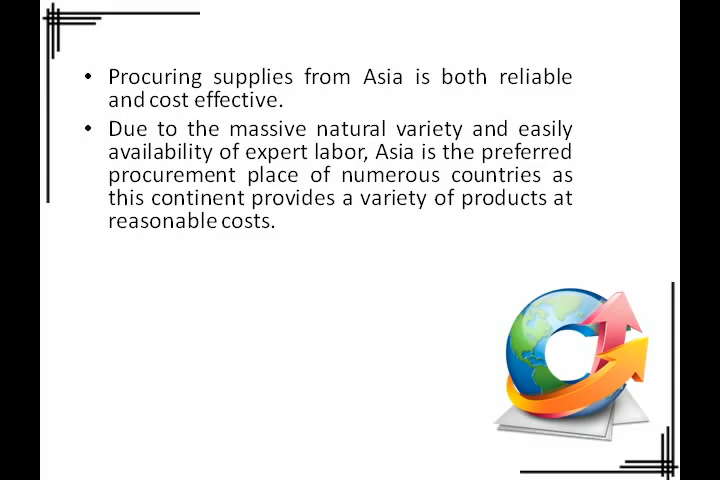 • Procuring supplies from Asia is both reliable
and cost effective.
• Due to the massive natural variety and easily
availability of expert labor, Asia is the preferred
procurement place of numerous countries as
this continent provides a variety of products at
reasonable costs.